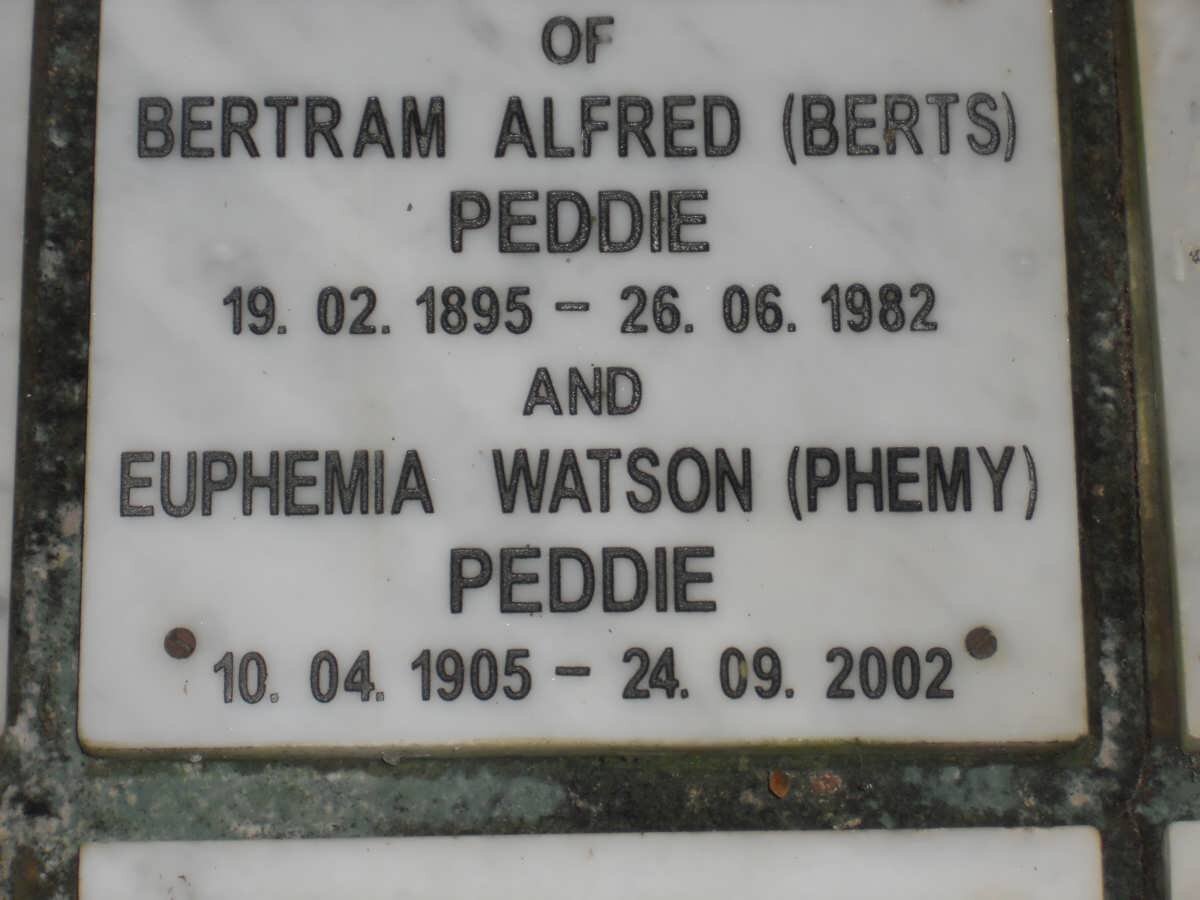 OF
BERTRAM ALFRED (BERTS)
PEDDIE
19. 02. 1895 – 26. 06. 1982
AND
EUPHEMIA WATSON (PHEMY)
PEDDIE
10. 04. 1905 – 24. 09. 2002